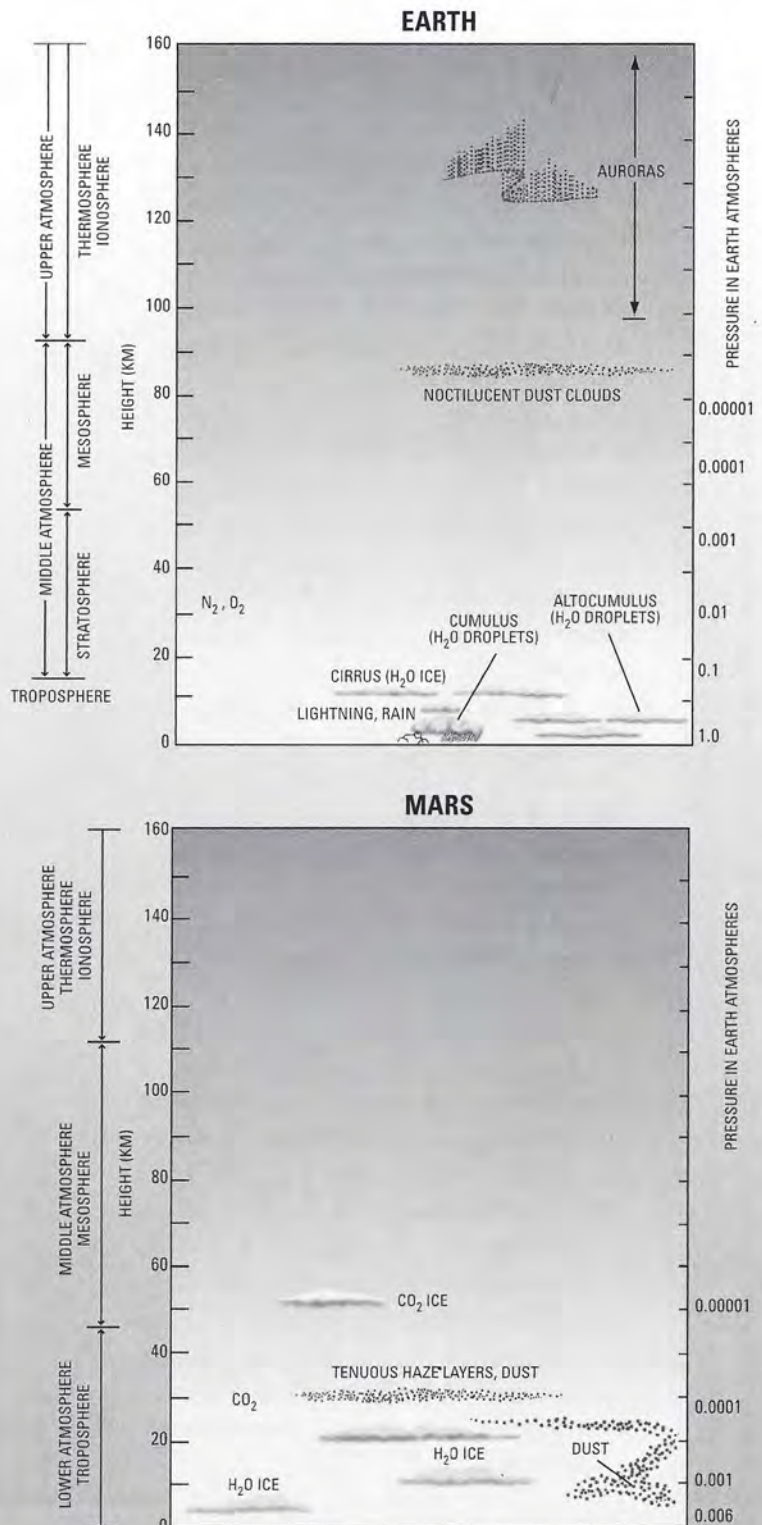 EARTH
160
140
120
100
80
60
40
20
0
HEIGHT (KM)
UPPER ATMOSPHERE
THERMOSPHERE
IONOSPHERE
MIDDLE ATMOSPHERE
MESOSPHERE
STRATOSPHERE
TROPOSPHERE
AURORAS
NOCTILUCENT DUST CLOUDS
N2 , O2
CUMULUS
(H2O DROPLETS)
ALTOCUMULUS
(H2O DROPLETS)
CIRRUS (H2O ICE)
LIGHTNING, RAIN
PRESSURE IN EARTH ATMOSPHERES
0.00001
0.0001
0.001
0.01
0.1
1.0
MARS
160
140
120
100
80
60
40
20
0
HEIGHT (KM)
UPPER ATMOSPHERE
THERMOSPHERE
IONOSPHERE
MIDDLE ATMOSPHERE
MESOSPHERE
LOWER ATMOSPHERE
TROPOSPHERE
CO2 ICE
TENUOUS HAZE LAYERS, DUST
CO2
H2O ICE
DUST
H2O ICE
PRESSURE IN EARTH ATMOSPHERES
0.00001
0.0001
0.001
0.006